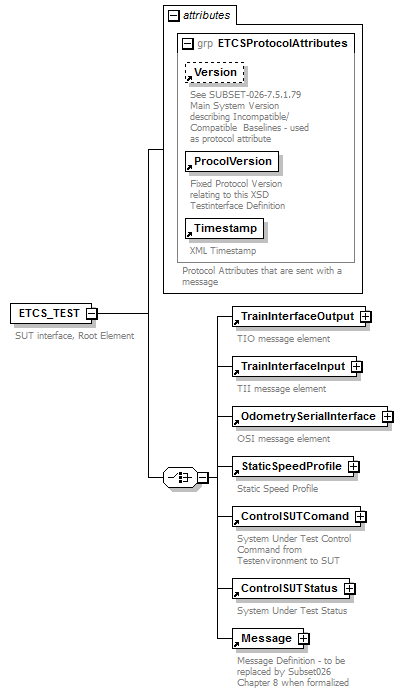 attributes
grp ETCSProtocolAttributes
Version
See SUBSET-026-7.5.1.79
Main System Version
describing Incompatible/
Compatible Baselines - used
as protocol attribute
ProcolVersion
Fixed Protocol Version
relating to this XSD
Testinterface Definition
Timestamp
XML Timestamp
Protocol Attributes that are sent with a
message
ETCS_TEST
SUT interface, Root Element
TrainInterfaceOutput
TIO message element
TrainInterfaceInput
TII message element
OdometrySerialInterface
OSI message element
StaticSpeedProfile
Static Speed Profile
ControlSUTComand
System Under Test Control
Command from
Testenvironment to SUT
ControlSUTStatus
System Under Test Status
Message
Message Definition - to be
replaced by Subset026
Chapter 8 when formalized